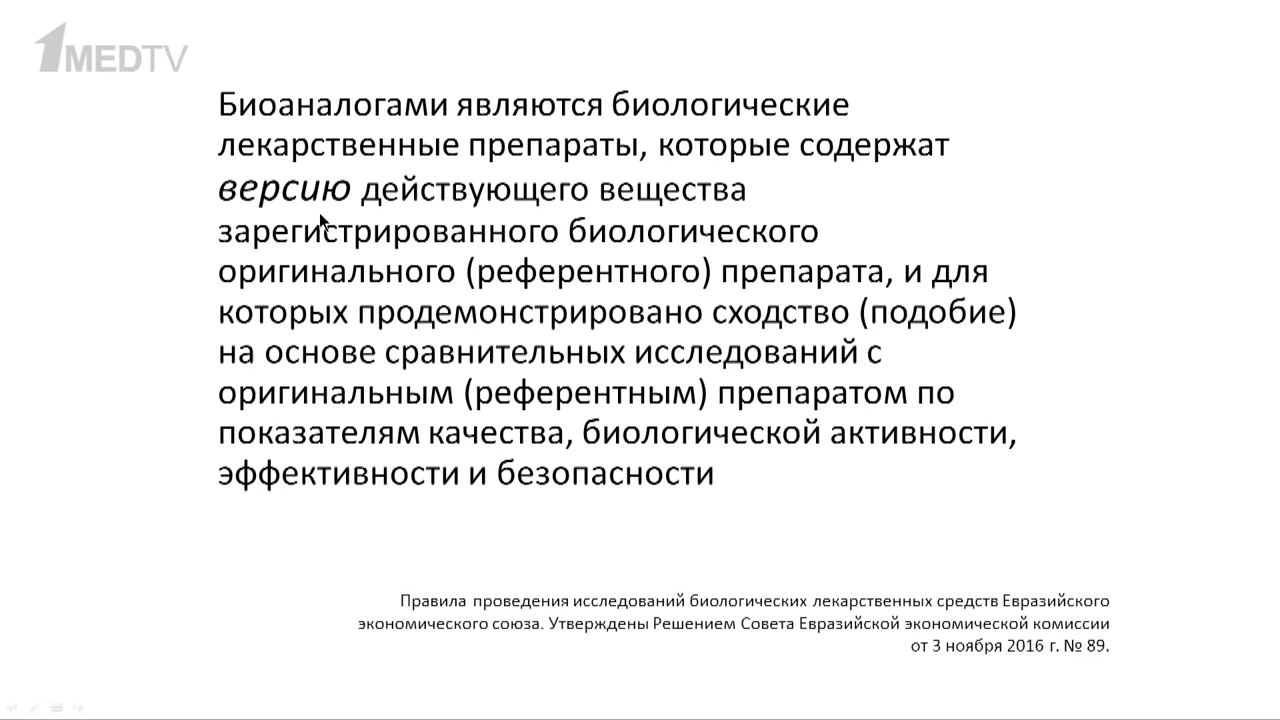 1MEDTV
Биоаналогами являются биологические
лекарственные препараты, которые содержат
версию действующего вещества
зарегистрированного биологического
оригинального (референтного) препарата, и для
которых продемонстрировано сходство (подобие)
на основе сравнительных исследований с
оригинальным (референтным) препаратом по
показателям качества, биологической активности,
эффективности и безопасности
Правила проведения исследований биологических лекарственных средств Евразийского
экономического союза. Утверждены Решением Совета Евразийской экономической комиссии
от 3 ноября 2016 г. № 89.